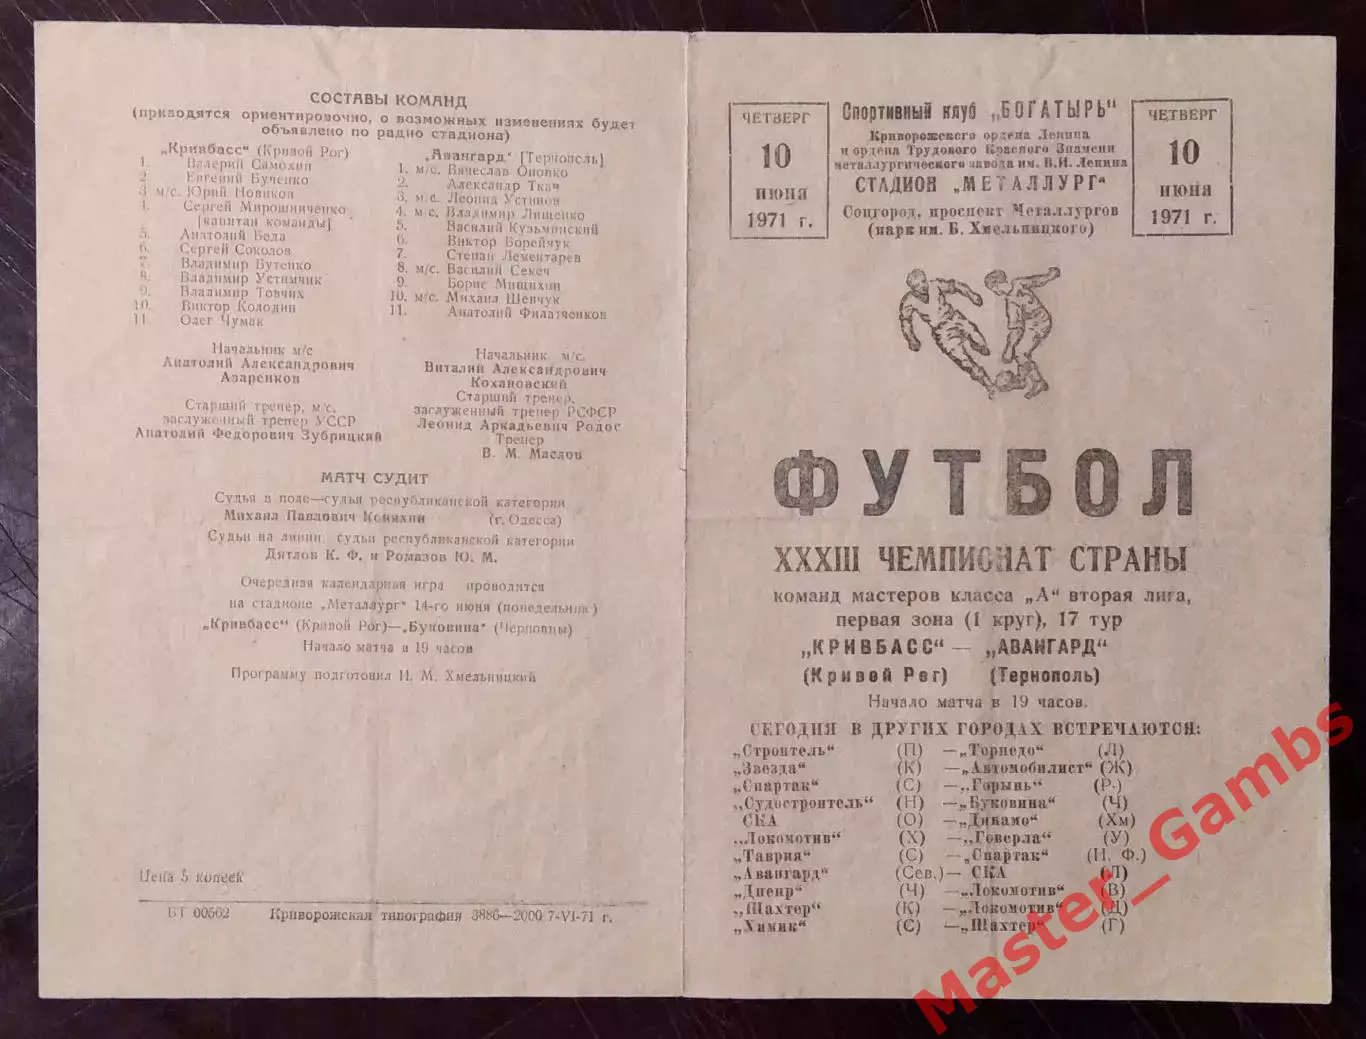 СОСТАВЫ КОМАНД
(приводятся ориентировочно, о возможных изменениях будет
объявлено по радио стадиона)
„Кривбасс“ (Кривой Рог)
1. Валерий Самохин
2. Евгений Бученко
3 м/с. Юрий Новиков
4. Сергей Мирошниченко
[капитан команды]
5. Анатолий Бела
6. Сергей Соколов
7. Владимир Бутенко
8. Владимир Устимчик
9. Владимир Товчих
10. Виктор Колодин
11. Олег Чумак
Начальник м/с
Анатолий Александрович
Азаренков
Старший тренер, м/с,
заслуженный тренер УССР
Анатолий Федорович Зубрицкий
„Авангард“ [Тернополь]
1. м/с. Вячеслав Онопко
2. Александр Ткач
3. м/с Леонид Устинов
4. м/с. Владимир Лищенко
5. Василий Кузьминский
6. Виктор Борейчук
7. Степан Лементарев
8. м/с. Василий Секеч
9. Борис Мищихин
10. м/с. Михаил Шевчук
11. Анатолий Филатченков
Начальник м/с.
Виталий Александрович
Кохановский
Старший тренер,
заслуженный тренер РСФСР
Леонид Аркадьевич Родос
Тренер
В. М. Маслов
МАТЧ СУДИТ
Судья в поле—судья республиканской категории
Михаил Павлович Коняхин (г. Одесса)
Судьи на линии, судьи республиканской категории
Дятлов К. Ф. и Ромазов Ю. М.
Очередная календарная игра проводится
на стадионе „Металлург“ 14-го июня (понедельник)
„Кривбасс“ (Кривой Рог)—„Буковина“ (Черновцы)
Начало матча в 19 часов
Программу подготовил И. М. Хмельницкий
Цена 5 копеек
БТ 00502 Криворожская типография 3886—2000 7-VI-71 г.
ЧЕТВЕРГ
10
ИЮНЯ
1971 г.
Спортивный клуб „БОГАТЫРЬ“
Криворожского ордена Ленина
и ордена Трудового Красного Знамени
металлургического завода им. В.И. Ленина
СТАДИОН „МЕТАЛЛУРГ“
Соцгород, проспект Металлургов
(парк им. Б. Хмельницкого)
ЧЕТВЕРГ
10
ИЮНЯ
1971 г.
ФУТБОЛ
XXXIII ЧЕМПИОНАТ СТРАНЫ
команд мастеров класса „А“ вторая лига,
первая зона (1 круг), 17 тур
„КРИВБАСС“ — „АВАНГАРД“
(Кривой Рог) (Тернополь)
Начало матча в 19 часов.
СЕГОДНЯ В ДРУГИХ ГОРОДАХ ВСТРЕЧАЮТСЯ:
„Строитель“ (П) —„Торпедо“ (Л)
„Звезда“ (К) —„Автомобилист“ (Ж)
„Спартак“ (С) —„Горынь“ (Р-)
„Судостроитель“ (Н) —„Буковина“ (Ч)
СКА (О) —„Динамо“ (Хм)
„Локомотив“ (Х) —„Говерла“ (У)
„Таврия“ (С) —„Спартак“ (И. Ф.)
„Авангард“ (Сев.)— СКА (Л)
„Днепр“ (Ч) —„Локомотив“ (В)
„Шахтер“ (К) —„Локомотив“ (Д)
„Химик“ (С) —„Шахтер“ (Г)
Master_Gambs